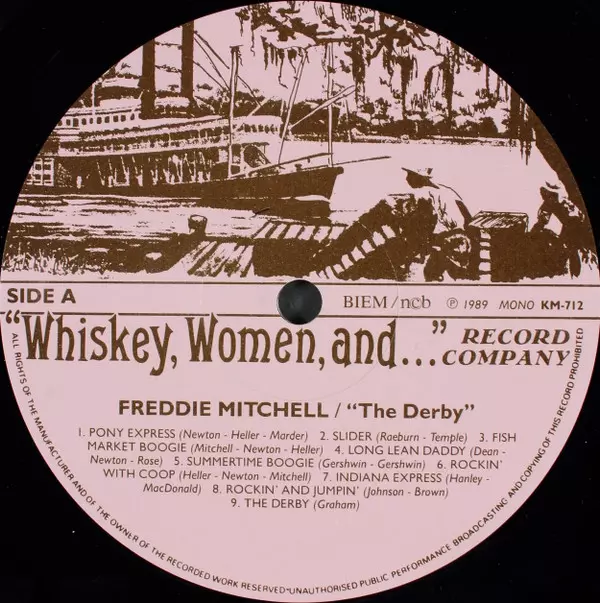 SIDE A
BIEM / n©b ℗ 1989 MONO KM-712
"Whiskey, Women, and..." RECORD
COMPANY
FREDDIE MITCHELL / "The Derby"
1. PONY EXPRESS (Newton - Heller - Marder) 2. SLIDER (Raeburn - Temple) 3. FISH
MARKET BOOGIE (Mitchell - Newton - Heller) 4. LONG LEAN DADDY (Dean -
Newton - Rose) 5. SUMMERTIME BOOGIE (Gershwin - Gershwin) 6. ROCKIN'
WITH COOP (Heller - Newton - Mitchell) 7. INDIANA EXPRESS (Hanley -
MacDonald) 8. ROCKIN' AND JUMPIN' (Johnson - Brown)
9. THE DERBY (Graham)
ALL RIGHTS OF THE MANUFACTURER AND OF THE OWNER OF THE RECORDED WORK RESERVED•UNAUTHORISED PUBLIC PERFORMANCE BROADCASTING AND COPYING OF THIS RECORD PROHIBITED